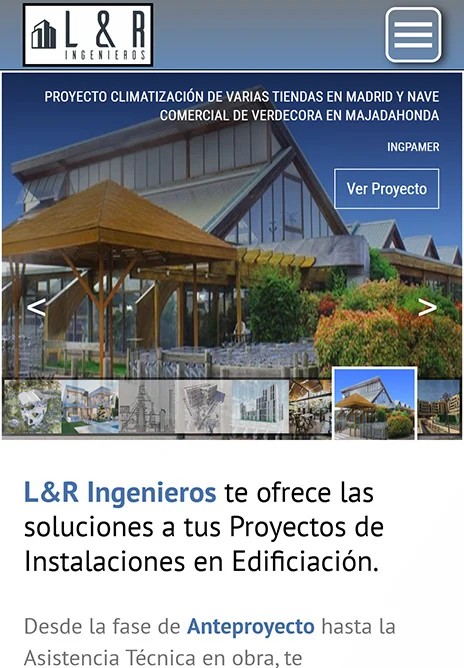 L & R
INGENIEROS
PROYECTO CLIMATIZACIÓN DE VARIAS TIENDAS EN MADRID Y NAVE
COMERCIAL DE VERDECORA EN MAJADAHONDA
INGPAMER
Ver Proyecto
< >
L&R Ingenieros te ofrece las
soluciones a tus Proyectos de
Instalaciones en Edificiación.
Desde la fase de Anteproyecto hasta la
Asistencia Técnica en obra, te